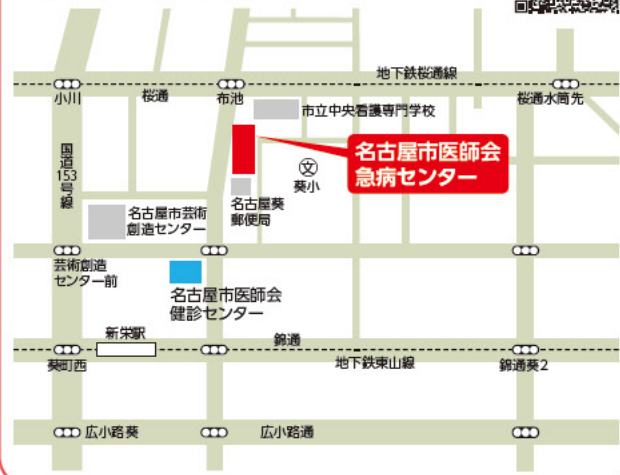 地下鉄桜通線
小川
桜通
布池
桜通水筒先
市立中央看護専門学校
国道
153
号線
名古屋市医師会
急病センター
文
葵小
名古屋葵
郵便局
名古屋市芸術
創造センター
芸術創造
センター前
名古屋市医師会
健診センター
新栄駅
錦通
葵町西
地下鉄東山線
錦通葵2
広小路葵
広小路通